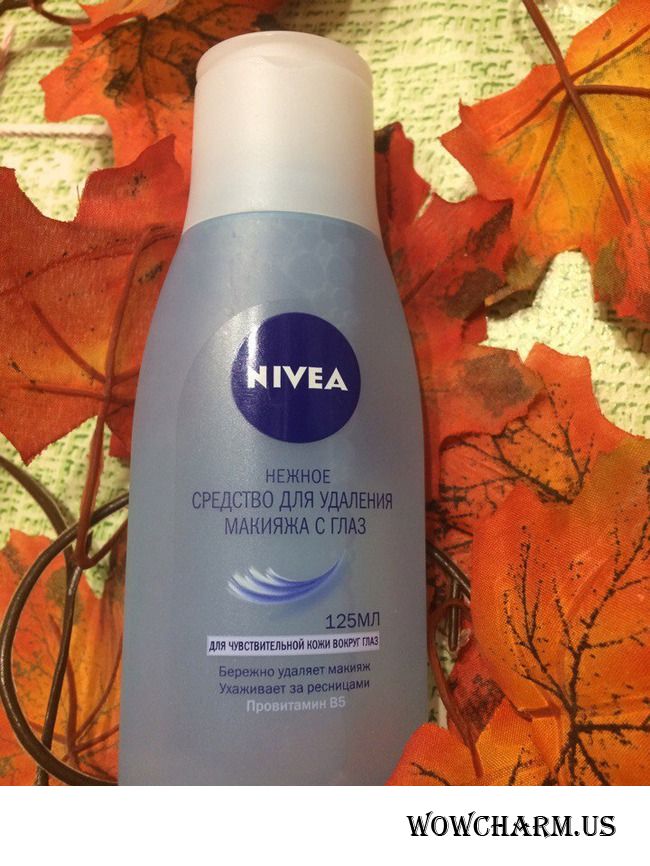 NIVEA
НЕЖНОЕ
СРЕДСТВО ДЛЯ УДАЛЕНИЯ
МАКИЯЖА С ГЛАЗ
125МЛ
ДЛЯ ЧУВСТВИТЕЛЬНОЙ КОЖИ ВОКРУГ ГЛАЗ
Бережно удаляет макияж
Ухаживает за ресницами
Провитамин B5
WOWCHARM.US